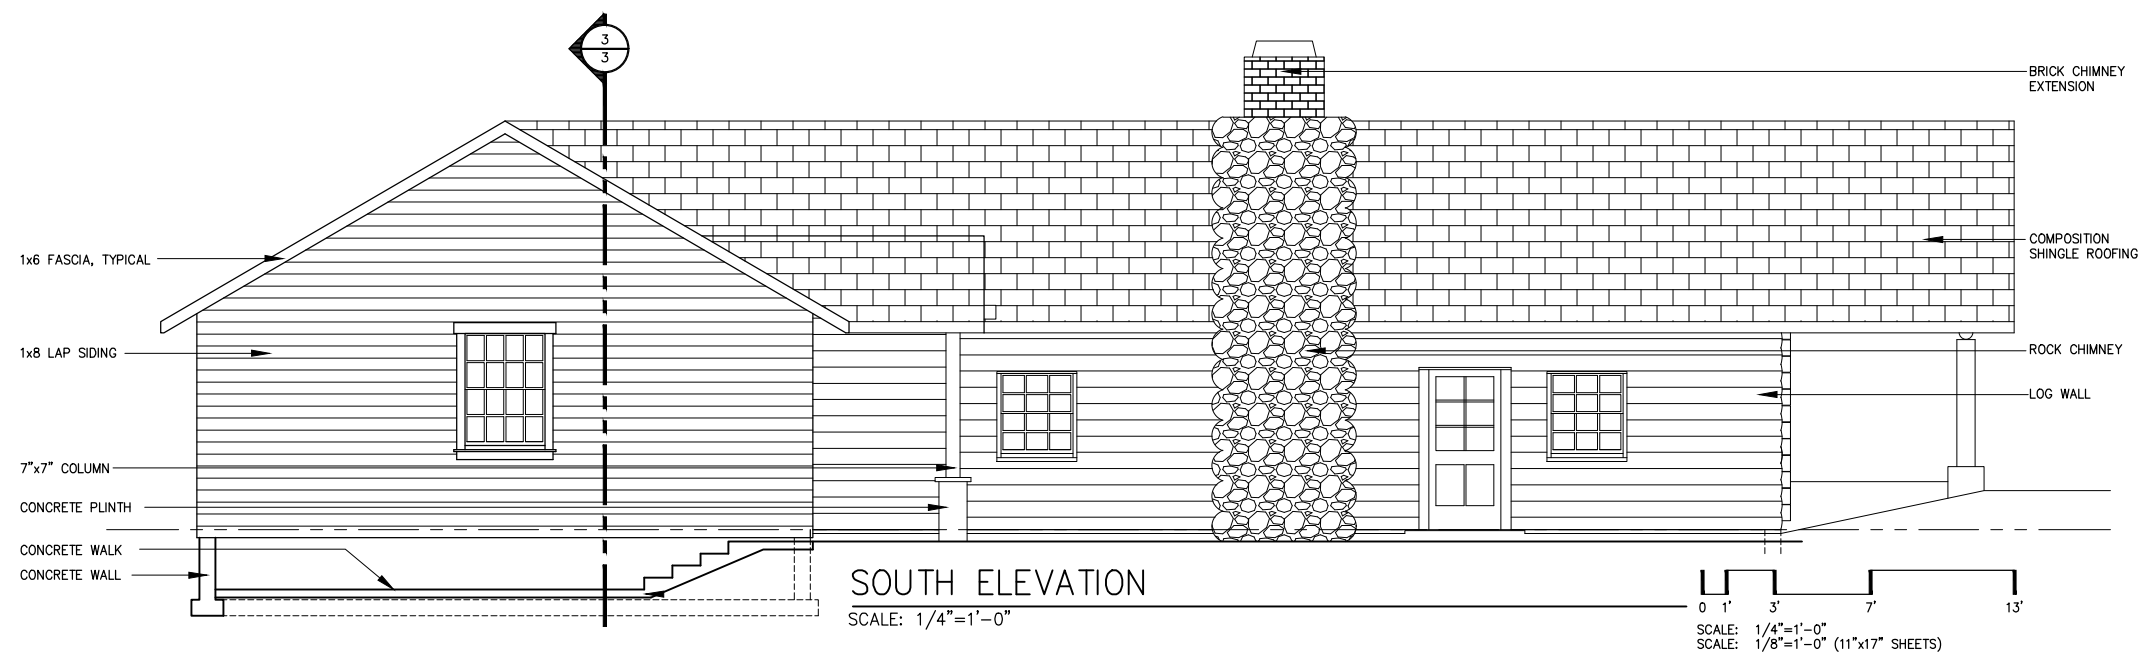 3
3
BRICK CHIMNEY
EXTENSION
1x6 FASCIA, TYPICAL
COMPOSITION
SHINGLE ROOFING
1x8 LAP SIDING
ROCK CHIMNEY
LOG WALL
7"x7" COLUMN
CONCRETE PLINTH
CONCRETE WALK
CONCRETE WALL
SOUTH ELEVATION
SCALE: 1/4"=1'-0"
0 1' 3' 7' 13'
SCALE: 1/4"=1'-0"
SCALE: 1/8"=1'-0" (11"x17" SHEETS)